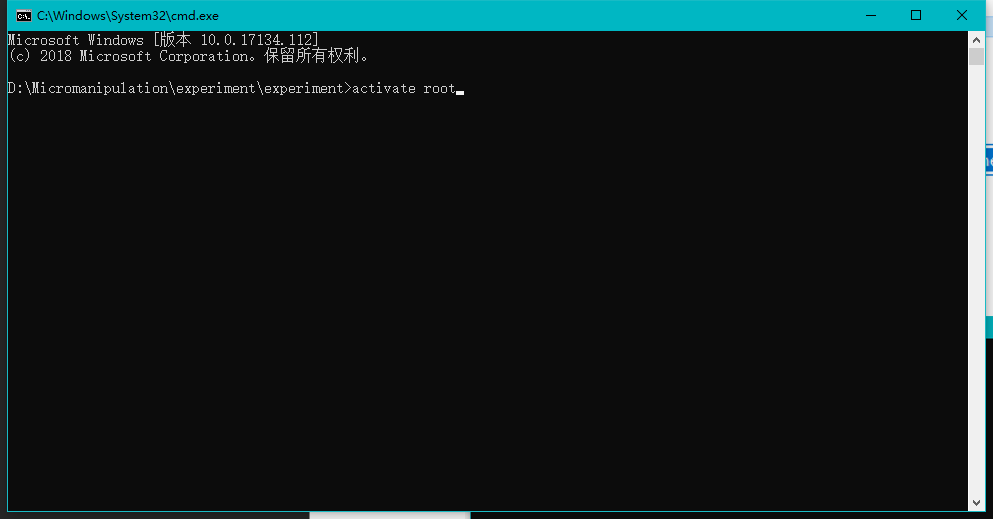 C:\Windows\System32\cmd.exe
Microsoft Windows [版本 10.0.17134.112]
(c) 2018 Microsoft Corporation。保留所有权利。
D:\Micromanipulation\experiment\experiment>activate root